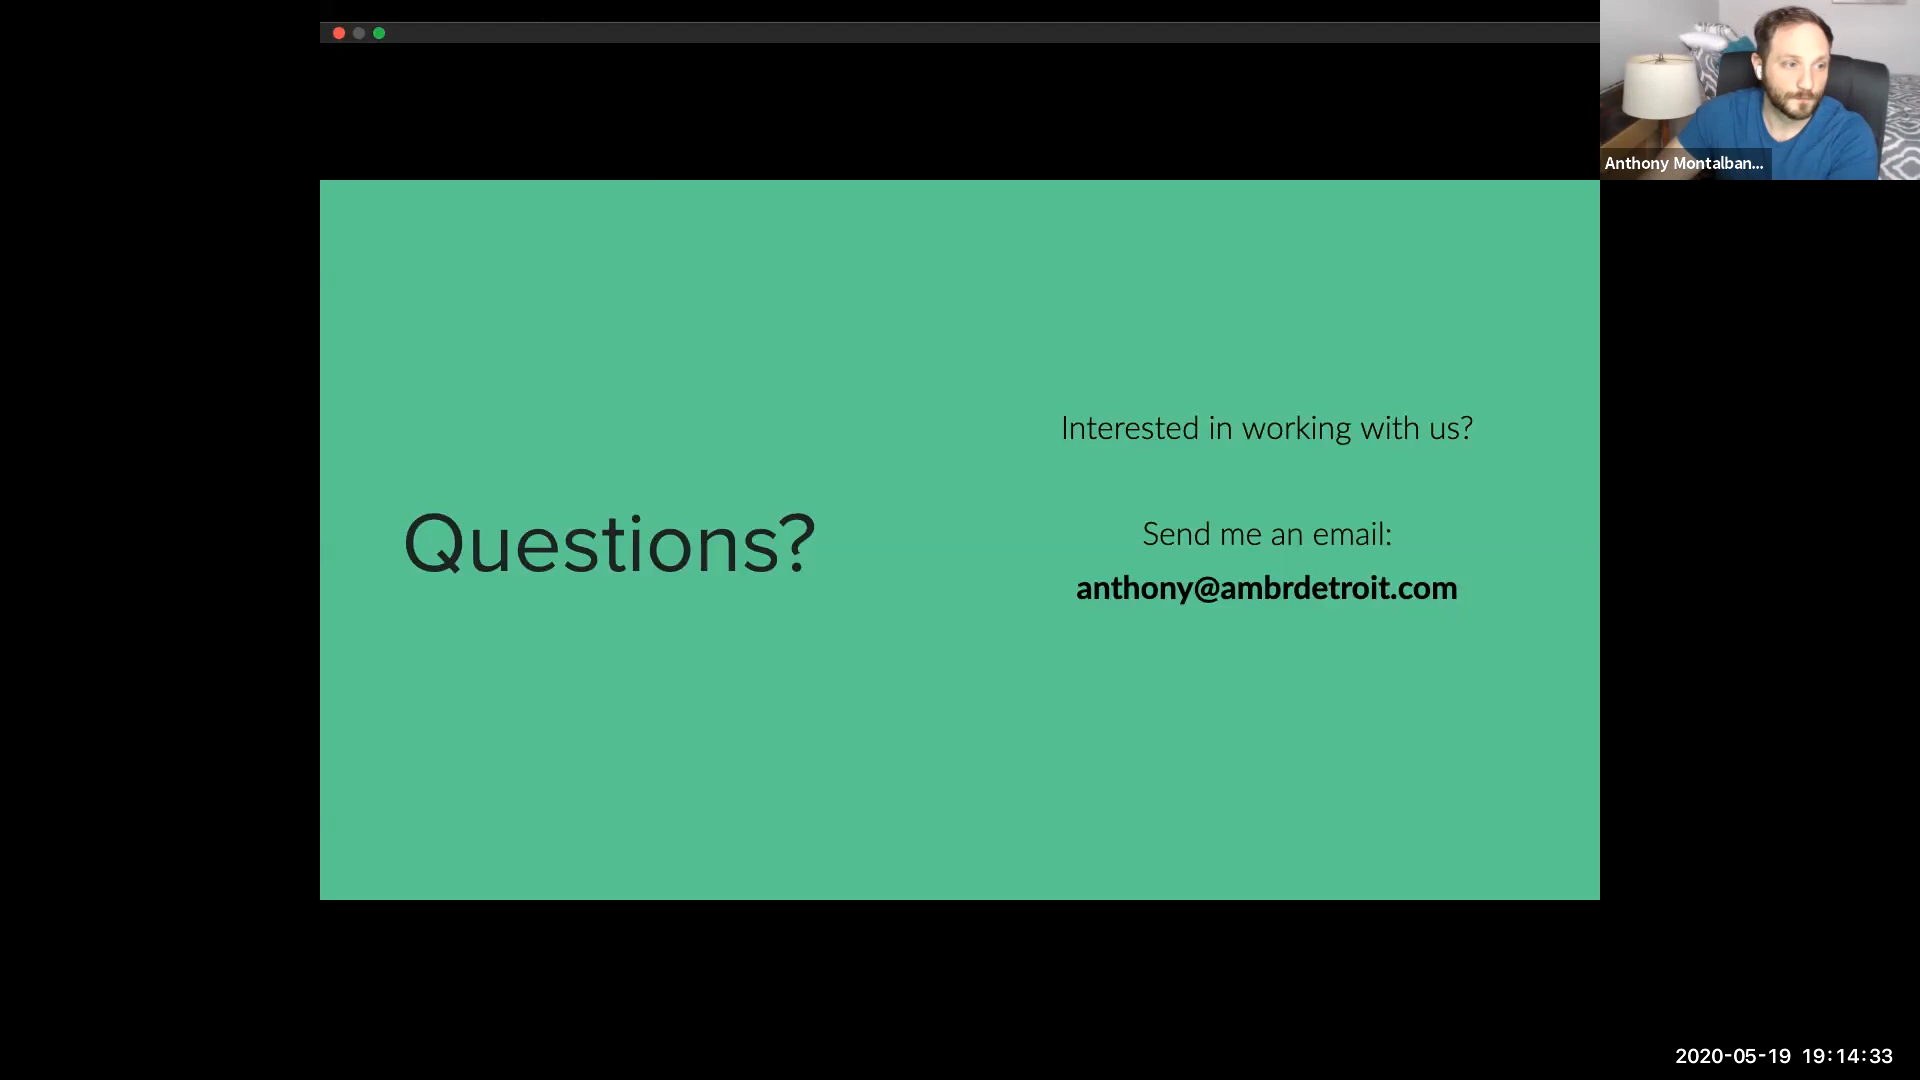 Anthony Montalban...
Questions?
Interested in working with us?
Send me an email:
anthony@ambrdetroit.com
2020-05-19 19:14:33